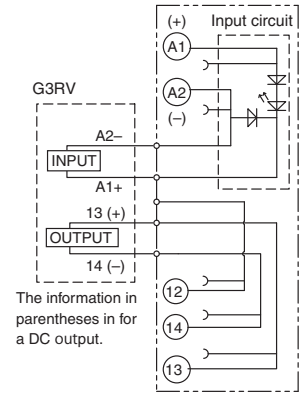 (+)
Input circuit
A1
A2
(–)
G3RV
A2–
INPUT
A1+
13 (+)
OUTPUT
14 (–)
The information in
parentheses in for
a DC output.
12
14
13